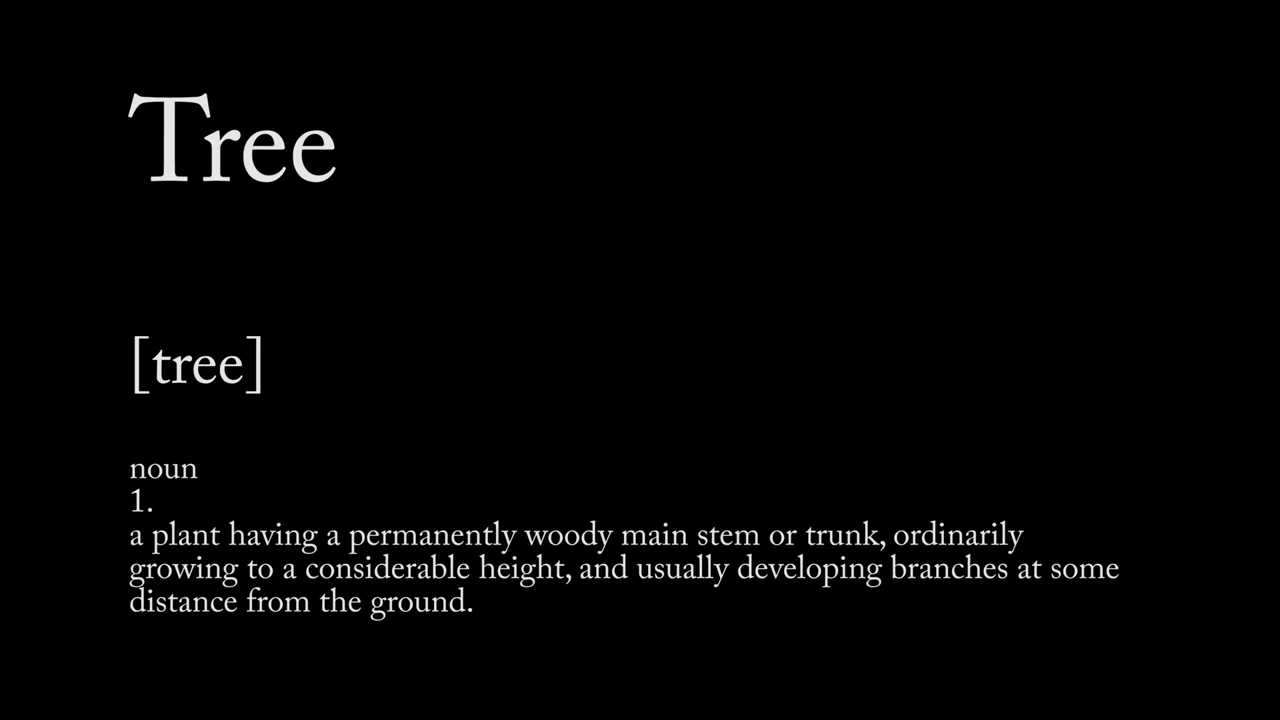 Tree
[tree]
noun
1.
a plant having a permanently woody main stem or trunk, ordinarily
growing to a considerable height, and usually developing branches at some
distance from the ground.